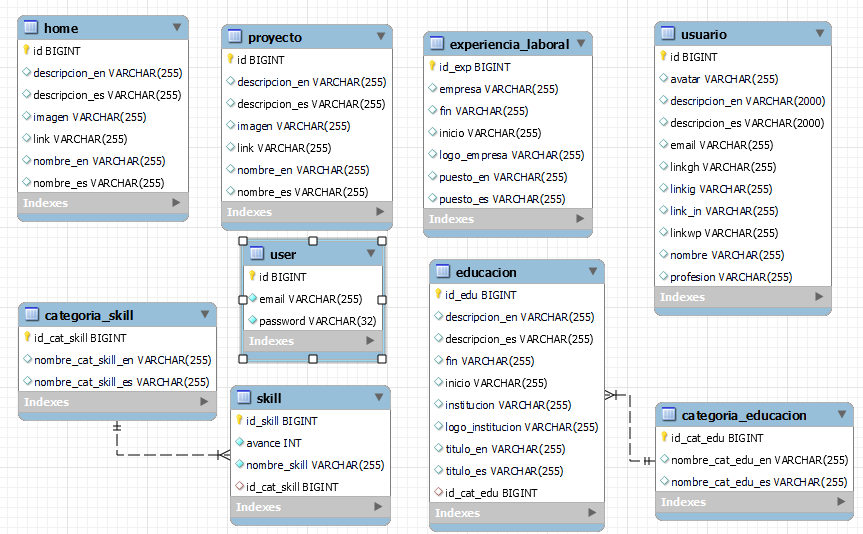 home
id BIGINT
descripcion_en VARCHAR(255)
descripcion_es VARCHAR(255)
imagen VARCHAR(255)
link VARCHAR(255)
nombre_en VARCHAR(255)
nombre_es VARCHAR(255)
Indexes
proyecto
id BIGINT
descripcion_en VARCHAR(255)
descripcion_es VARCHAR(255)
imagen VARCHAR(255)
link VARCHAR(255)
nombre_en VARCHAR(255)
nombre_es VARCHAR(255)
Indexes
experiencia_laboral
id_exp BIGINT
empresa VARCHAR(255)
fin VARCHAR(255)
inicio VARCHAR(255)
logo_empresa VARCHAR(255)
puesto_en VARCHAR(255)
puesto_es VARCHAR(255)
Indexes
usuario
id BIGINT
avatar VARCHAR(255)
descripcion_en VARCHAR(2000)
descripcion_es VARCHAR(2000)
email VARCHAR(255)
linkgh VARCHAR(255)
linkig VARCHAR(255)
link_in VARCHAR(255)
linkwp VARCHAR(255)
nombre VARCHAR(255)
profesion VARCHAR(255)
Indexes
user
id BIGINT
email VARCHAR(255)
password VARCHAR(32)
Indexes
categoria_skill
id_cat_skill BIGINT
nombre_cat_skill_en VARCHAR(255)
nombre_cat_skill_es VARCHAR(255)
Indexes
skill
id_skill BIGINT
avance INT
nombre_skill VARCHAR(255)
id_cat_skill BIGINT
Indexes
educacion
id_edu BIGINT
descripcion_en VARCHAR(255)
descripcion_es VARCHAR(255)
fin VARCHAR(255)
inicio VARCHAR(255)
institucion VARCHAR(255)
logo_institucion VARCHAR(255)
titulo_en VARCHAR(255)
titulo_es VARCHAR(255)
id_cat_edu BIGINT
Indexes
categoria_educacion
id_cat_edu BIGINT
nombre_cat_edu_en VARCHAR(255)
nombre_cat_edu_es VARCHAR(255)
Indexes